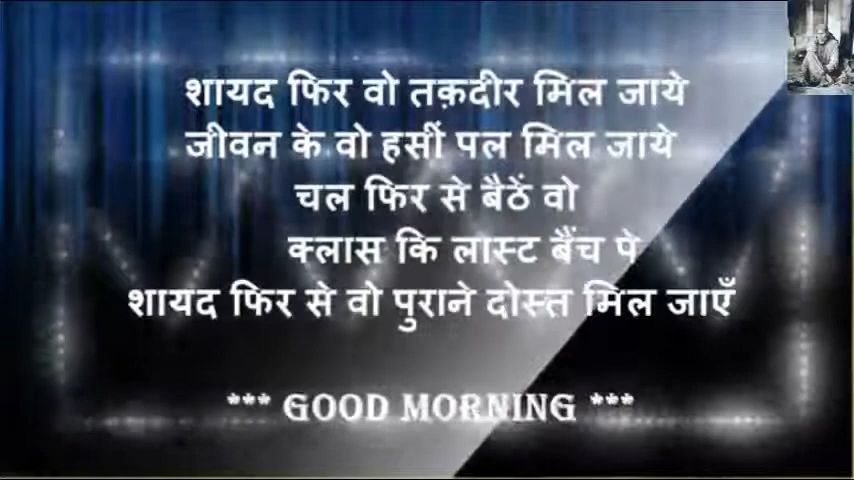 शायद फिर वो तक़दीर मिल जाये
जीवन के वो हसीं पल मिल जाये
चल फिर से बैठें वो
क्लास कि लास्ट बैंच पे
शायद फिर से वो पुराने दोस्त मिल जाएँ
*** GOOD MORNING ***